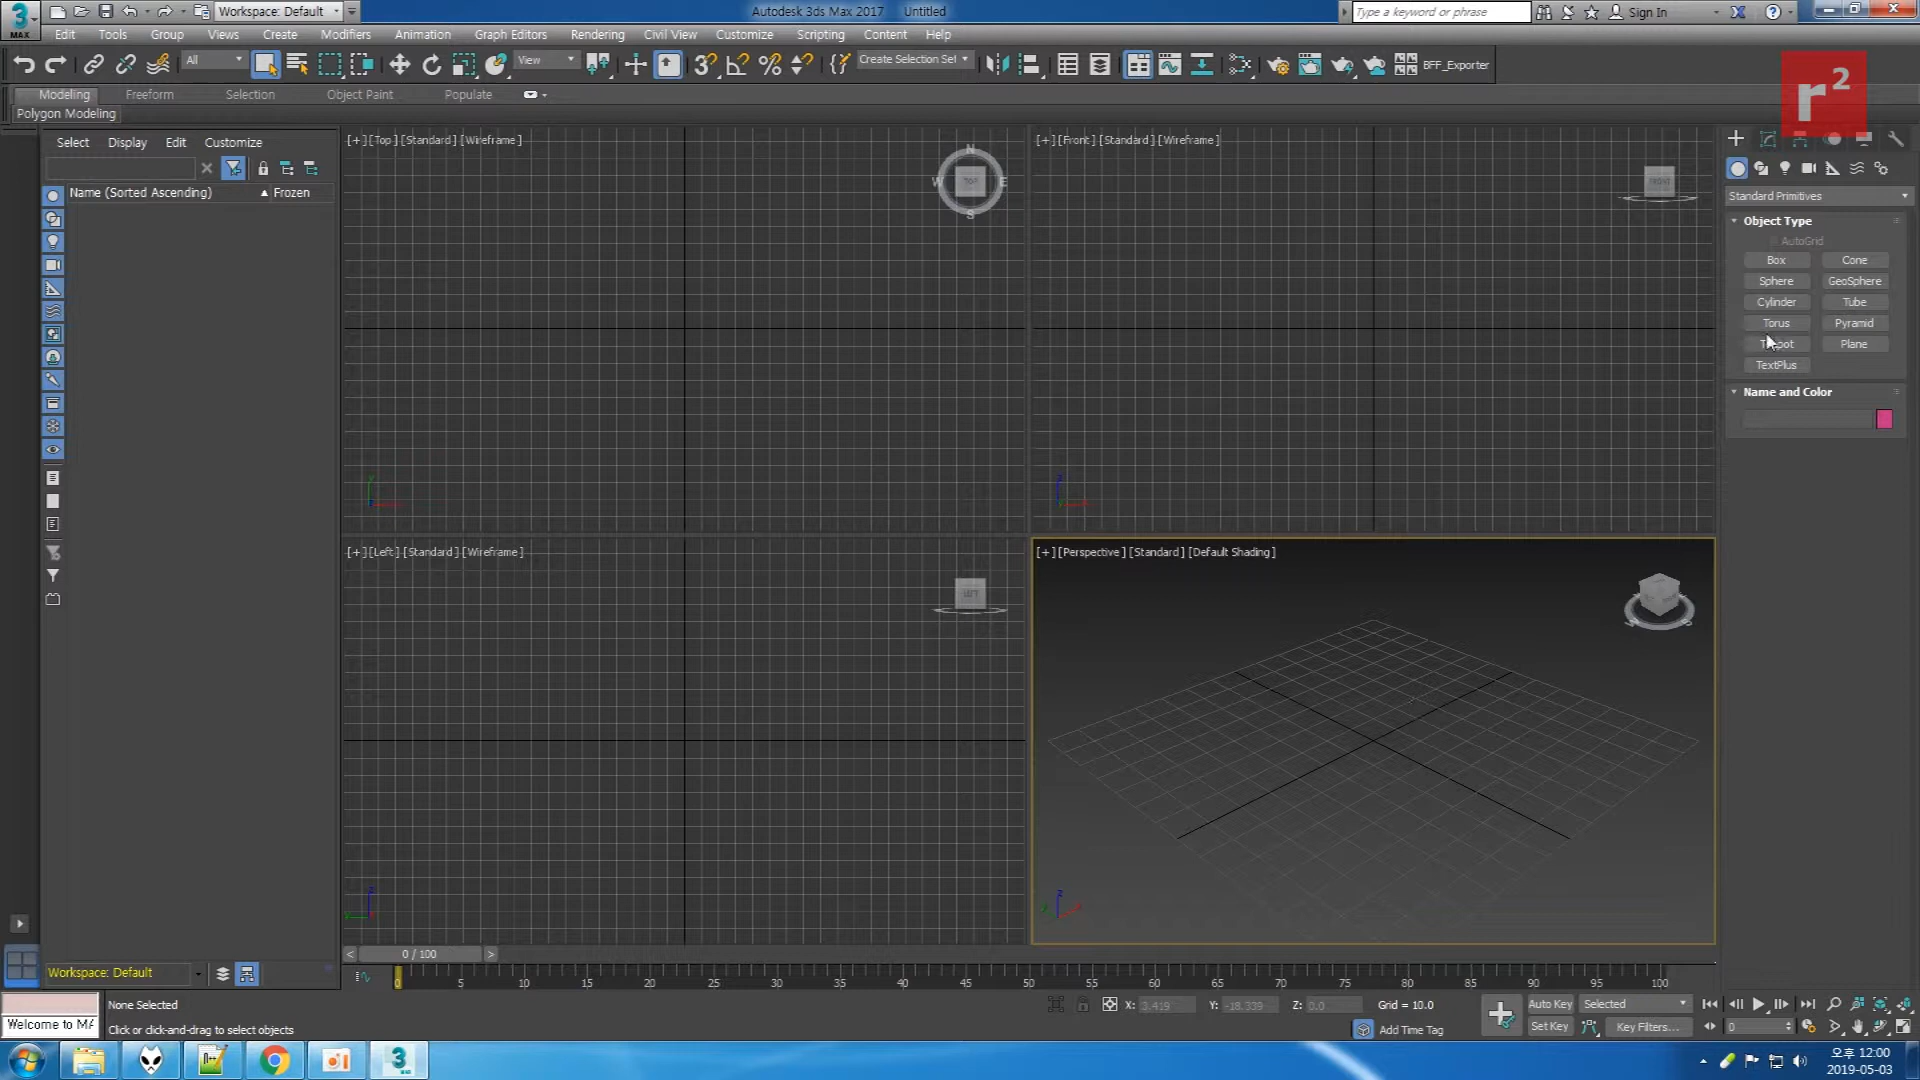 3
MAX
Workspace: Default
Autodesk 3ds Max 2017 Untitled
Type a keyword or phrase
Sign In
Edit Tools Group Views Create Modifiers Animation Graph Editors Rendering Civil View Customize Scripting Content Help
All
View
Create Selection Set
BFF_Exporter
r²
Modeling Freeform Selection Object Paint Populate
Polygon Modeling
Select Display Edit Customize
Name (Sorted Ascending) Frozen
[+] [Top] [Standard] [Wireframe]
N
W TOP E
S
[+] [Front] [Standard] [Wireframe]
FRONT
Standard Primitives
Object Type
AutoGrid
Box Cone
Sphere GeoSphere
Cylinder Tube
Torus Pyramid
Plane
TextPlus
Name and Color
[+] [Left] [Standard] [Wireframe]
[+] [Perspective] [Standard] [Default Shading]
< 0 / 100 >
Workspace: Default
0 5 10 15 20 25 30 35 40 45 50 55 60 65 70 75 80 85 90 95 100
None Selected
X: 3.419 Y: -18.339 Z: 0.0 Grid = 10.0
Auto Key Selected
Welcome to MA
Click or click-and-drag to select objects
Add Time Tag
Set Key Key Filters...
0
오후 12:00
2019-05-03